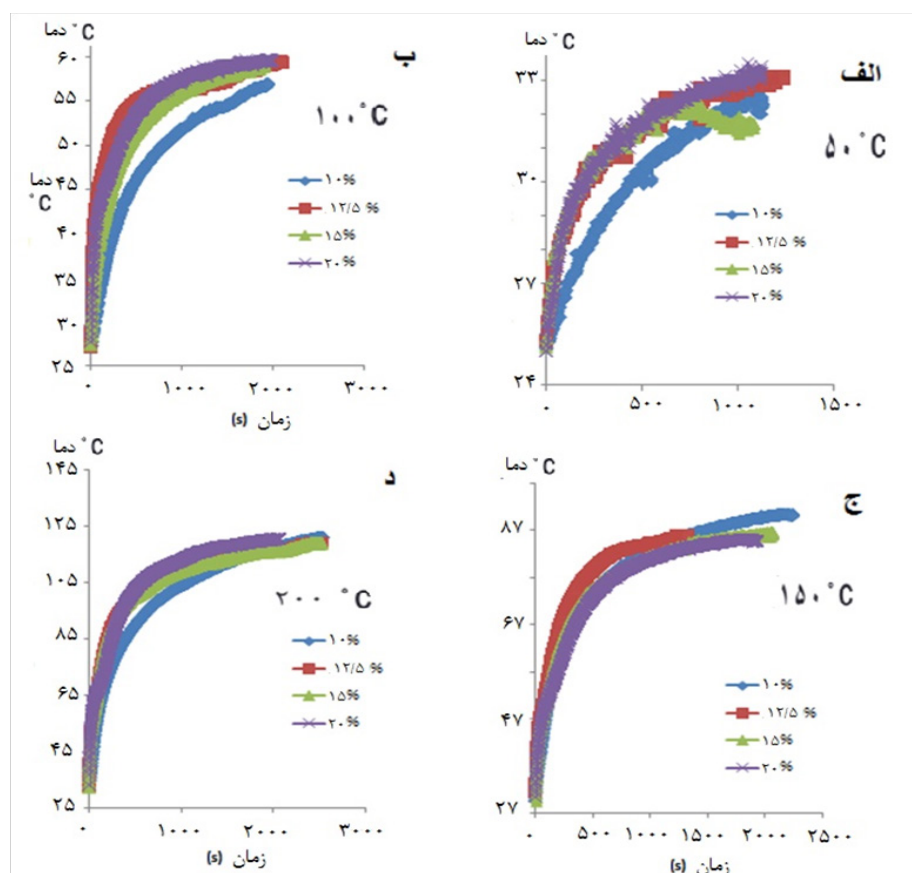 الف
دما °C
۳۳
۳۰
۲۷
۲۴
۵۰°C
۱۰%
۱۲/۵ %
۱۵%
۲۰%
۰ ۵۰۰ ۱۰۰۰ ۱۵۰۰
زمان (s)
ب
دما °C
۶۰
۵۵
۵۰
۴۵
دما
°C
۴۰
۳۵
۳۰
۲۵
۱۰۰°C
۱۰%
۱۲/۵ %
۱۵%
۲۰%
۰ ۱۰۰۰ ۲۰۰۰ ۳۰۰۰
زمان (s)
ج
دما °C
۸۷
۶۷
۴۷
۲۷
۱۵۰°C
۱۰%
۱۲/۵ %
۱۵%
۲۰%
۰ ۵۰۰ ۱۰۰۰ ۱۵۰۰ ۲۰۰۰ ۲۵۰۰
زمان (s)
د
دما °C
۱۴۵
۱۲۵
۱۰۵
۸۵
۶۵
۴۵
۲۵
۲۰۰ °C
۱۰%
۱۲/۵ %
۱۵%
۲۰%
۰ ۱۰۰۰ ۲۰۰۰ ۳۰۰۰
زمان (s)